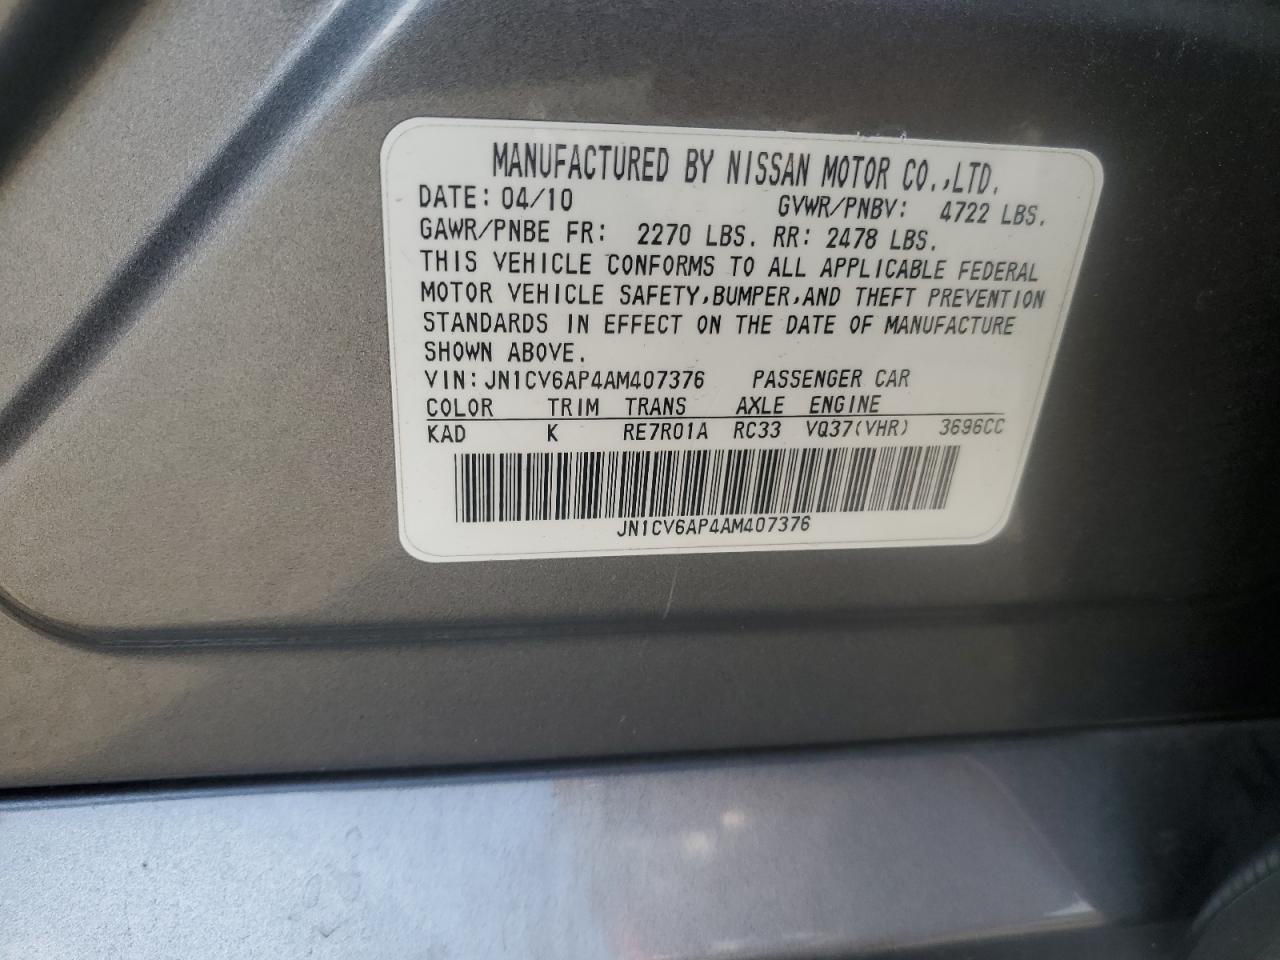 MANUFACTURED BY NISSAN MOTOR CO.,LTD.
DATE: 04/10 GVWR/PNBV: 4722 LBS.
GAWR/PNBE FR: 2270 LBS. RR: 2478 LBS.
THIS VEHICLE CONFORMS TO ALL APPLICABLE FEDERAL
MOTOR VEHICLE SAFETY,BUMPER,AND THEFT PREVENTION
STANDARDS IN EFFECT ON THE DATE OF MANUFACTURE
SHOWN ABOVE.
VIN: JN1CV6AP4AM407376 PASSENGER CAR
COLOR TRIM TRANS AXLE ENGINE
KAD K RE7R01A RC33 VQ37(VHR) 3696CC
JN1CV6AP4AM407376